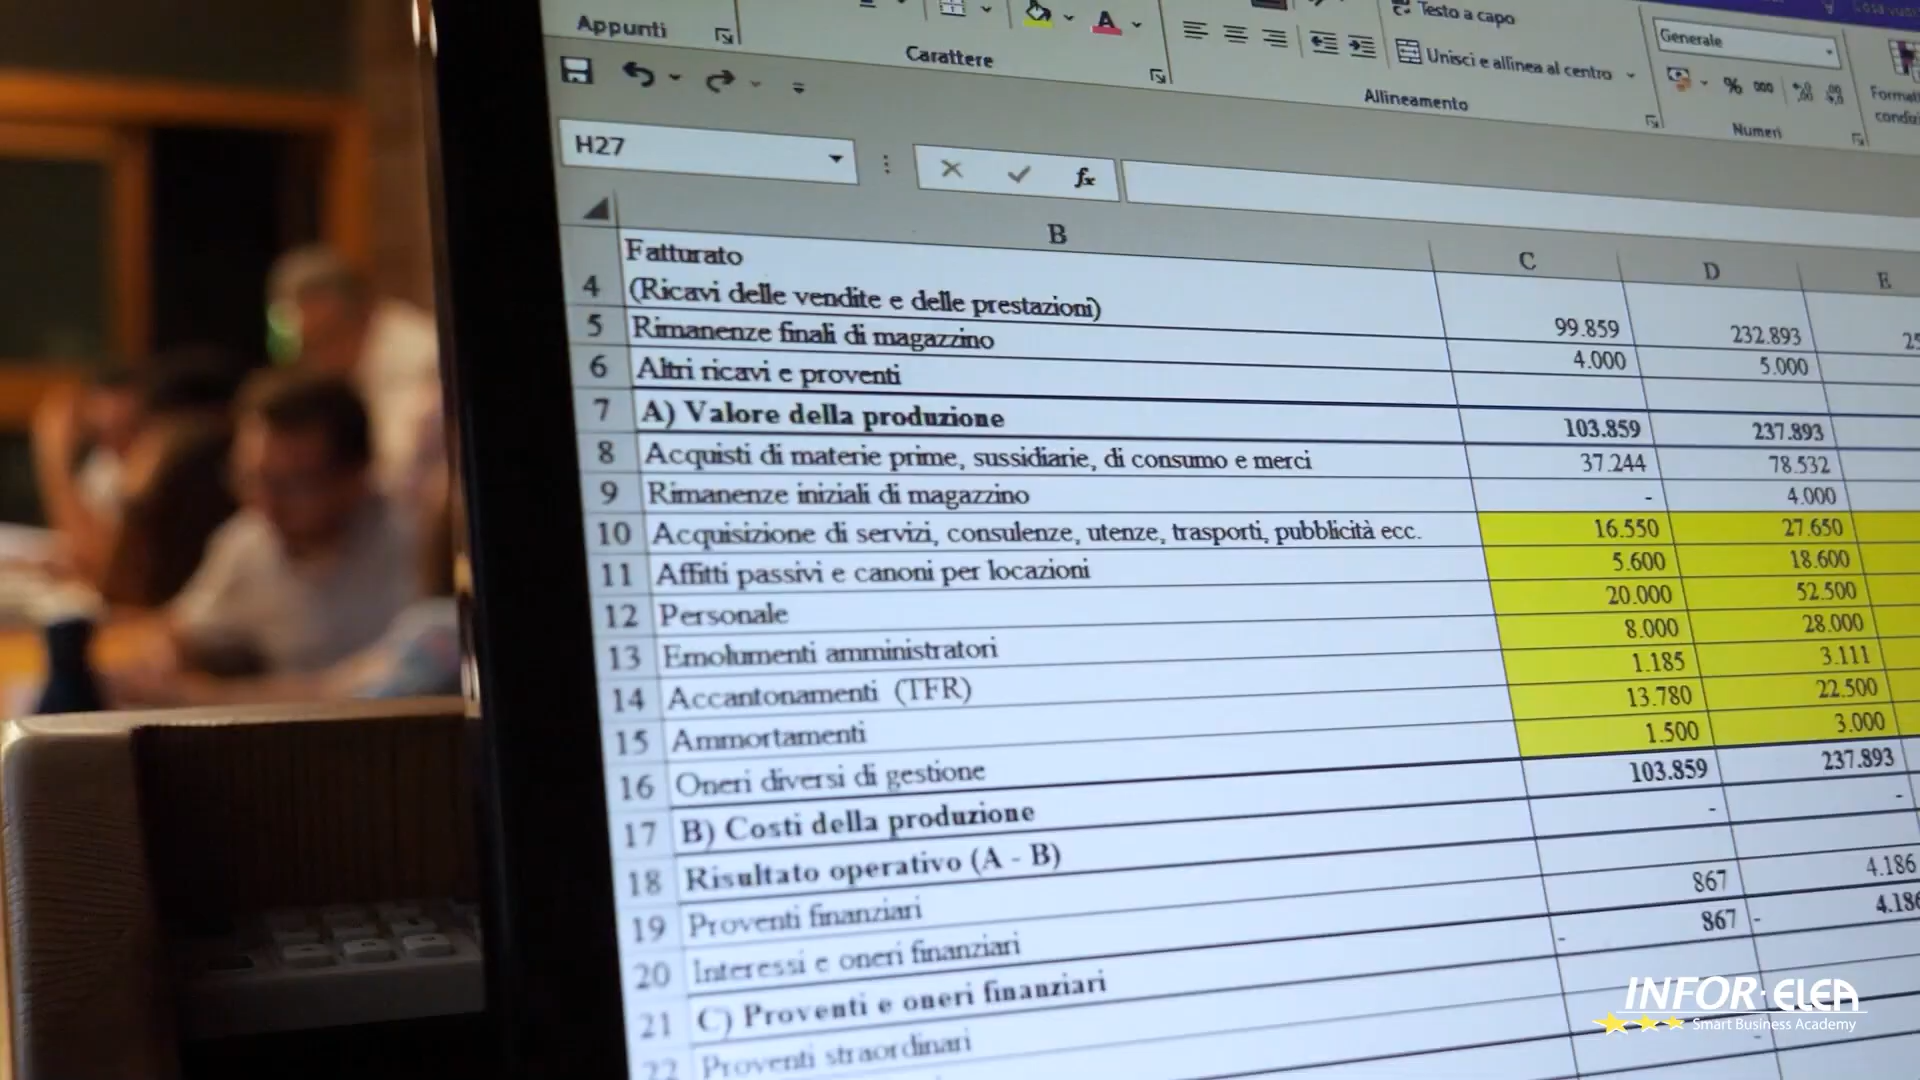 Appunti
Carattere
Testo a capo
Unisci e allinea al centro
Allineamento
Generale
% 000
Numeri
H27
fx
B C D E
Fatturato
4 (Ricavi delle vendite e delle prestazioni) 99.859 232.893
5 Rimanenze finali di magazzino 4.000 5.000
6 Altri ricavi e proventi
7 A) Valore della produzione 103.859 237.893
8 Acquisti di materie prime, sussidiarie, di consumo e merci 37.244 78.532
9 Rimanenze iniziali di magazzino - 4.000
10 Acquisizione di servizi, consulenze, utenze, trasporti, pubblicità ecc. 16.550 27.650
11 Affitti passivi e canoni per locazioni 5.600 18.600
12 Personale 20.000 52.500
13 Emolumenti amministratori 8.000 28.000
14 Accantonamenti (TFR) 1.185 3.111
15 Ammortamenti 13.780 22.500
16 Oneri diversi di gestione 1.500 3.000
17 B) Costi della produzione 103.859 237.893
18 Risultato operativo (A - B) - -
19 Proventi finanziari
20 Interessi e oneri finanziari 867 4.186
21 C) Proventi e oneri finanziari - 867 - 4.186
22 Proventi straordinari
INFOR·ELEA
Smart Business Academy